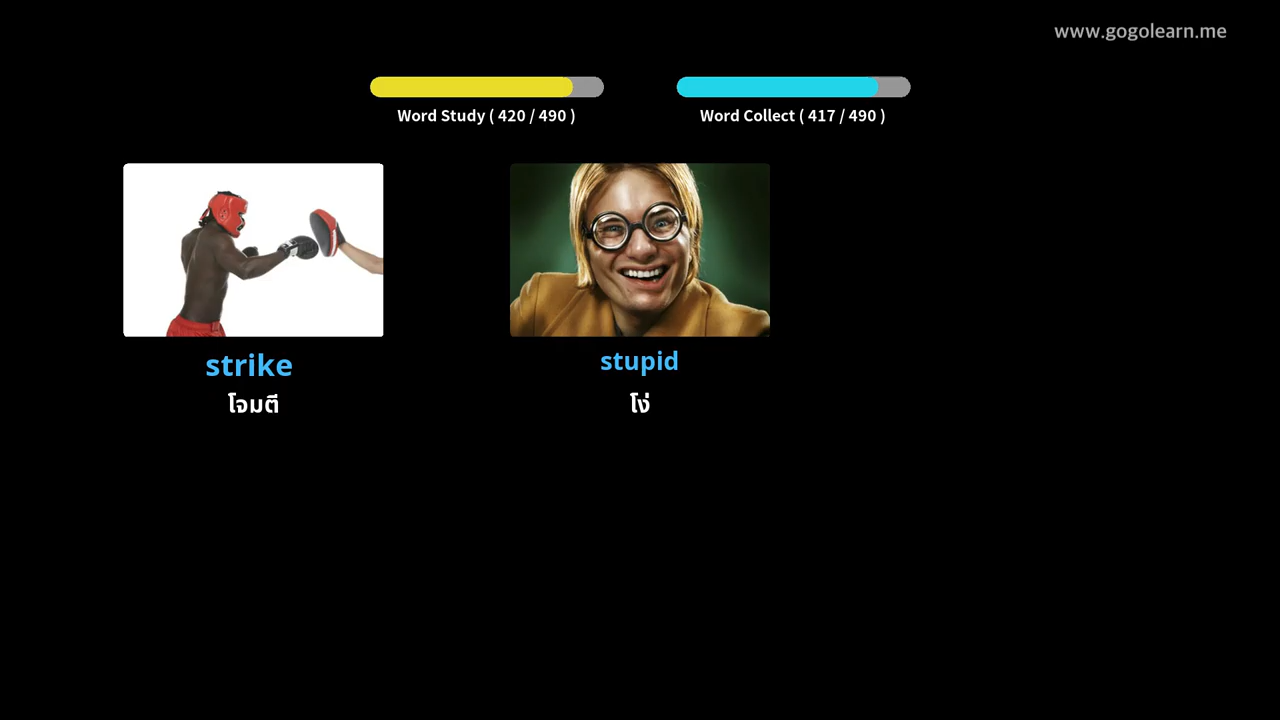 www.gogolearn.me
Word Study ( 420 / 490 )
Word Collect ( 417 / 490 )
strike
โจมตี
stupid
โง่